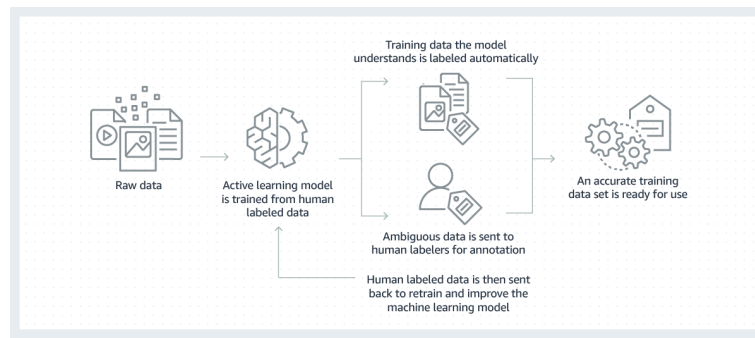 Training data the model
understands is labeled automatically
Raw data
Active learning model
is trained from human
labeled data
Ambiguous data is sent to
human labelers for annotation
An accurate training
data set is ready for use
Human labeled data is then sent
back to retrain and improve the
machine learning model